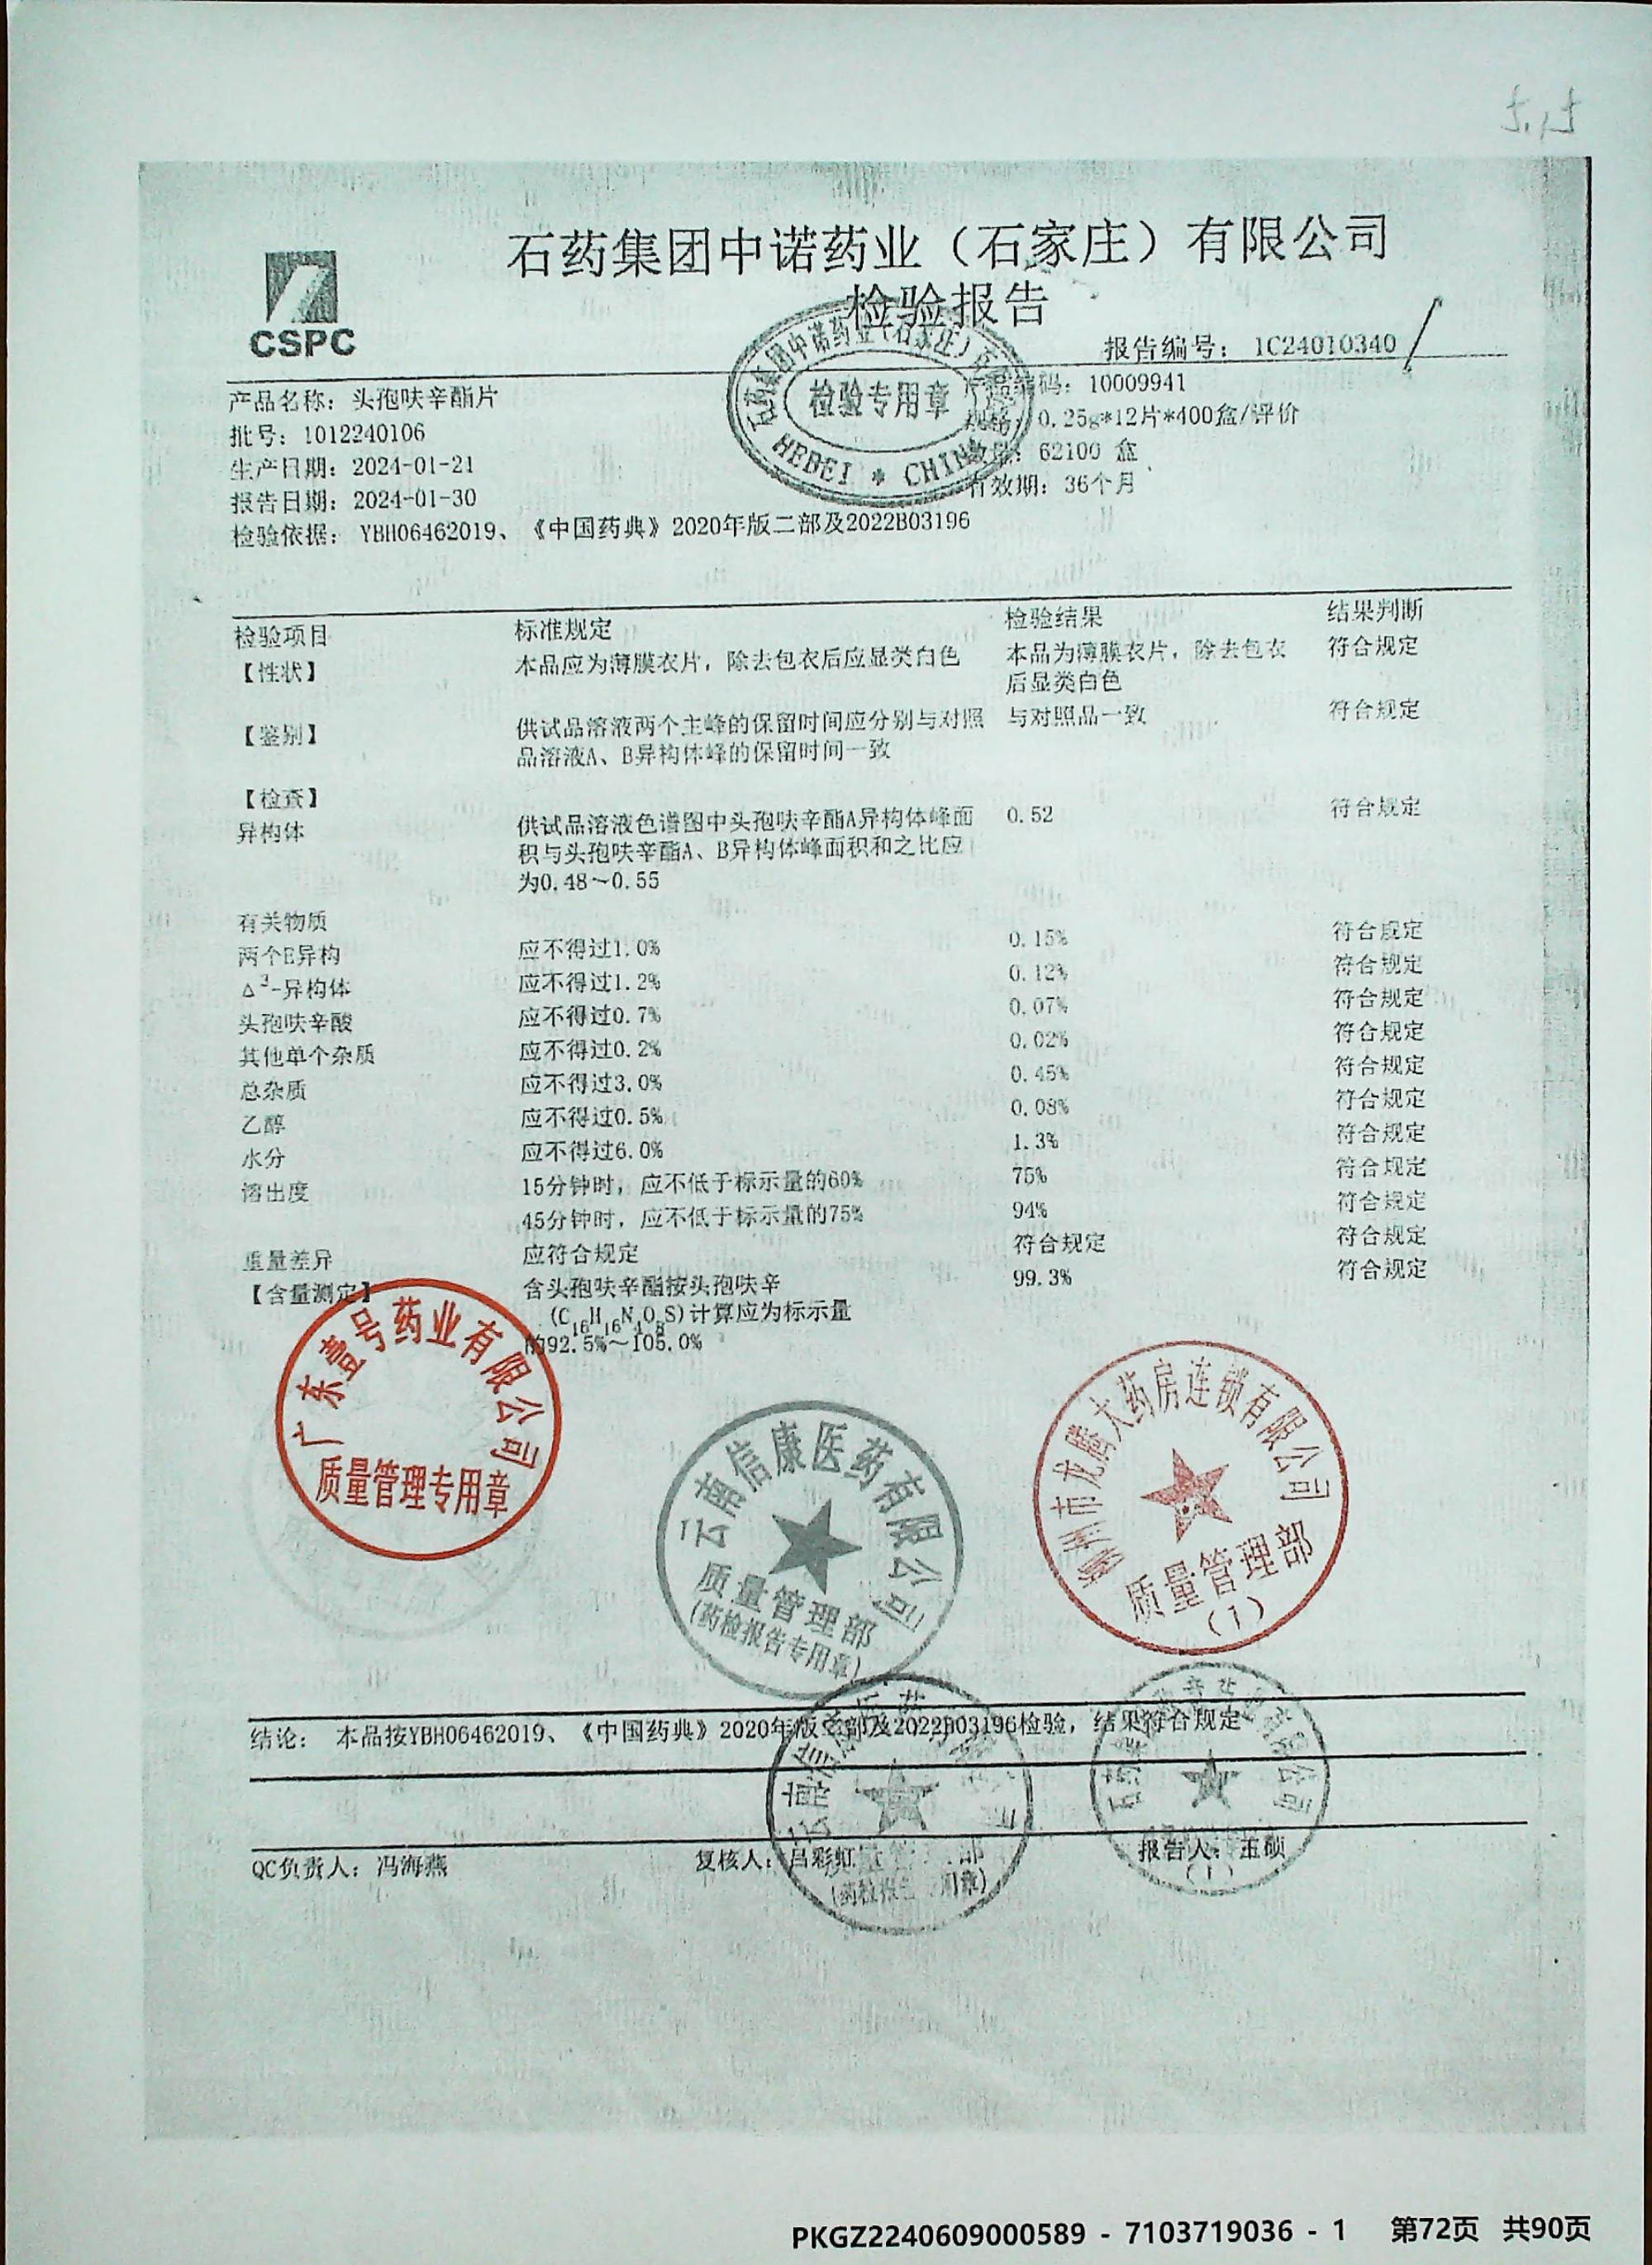 石药集团中诺药业（石家庄）有限公司
检验报告
CSPC
报告编号： 1C24010340
检验专用章
HEBEI * CHINA
产品名称：头孢呋辛酯片
编码：10009941
批号：1012240106
规格：0.25g*12片*400盒/评价
生产日期：2024-01-21
数量：62100 盒
报告日期：2024-01-30
有效期：36个月
检验依据： YBH06462019、《中国药典》2020年版二部及2022B03196
检验项目 标准规定 检验结果 结果判断
【性状】 本品应为薄膜衣片，除去包衣后应显类白色 本品为薄膜衣片，除去包衣 符合规定
后显类白色
【鉴别】 供试品溶液两个主峰的保留时间应分别与对照 与对照品一致 符合规定
品溶液A、B异构体峰的保留时间一致
【检查】
异构体 供试品溶液色谱图中头孢呋辛酯A异构体峰面 0.52 符合规定
积与头孢呋辛酯A、B异构体峰面积和之比应
为0.48～0.55
有关物质
两个E异构 应不得过1.0% 0.15% 符合规定
Δ³-异构体 应不得过1.2% 0.12% 符合规定
头孢呋辛酸 应不得过0.7% 0.07% 符合规定
其他单个杂质 应不得过0.2% 0.02% 符合规定
总杂质 应不得过3.0% 0.45% 符合规定
乙醇 应不得过0.5% 0.08% 符合规定
水分 应不得过6.0% 1.3% 符合规定
溶出度 15分钟时，应不低于标示量的60% 75% 符合规定
45分钟时，应不低于标示量的75% 94% 符合规定
重量差异 应符合规定 符合规定 符合规定
【含量测定】 含头孢呋辛酯按头孢呋辛 99.3% 符合规定
(C₁₆H₁₆N₄O₈S)计算应为标示量
的92.5%～105.0%
广东壹号药业有限公司
质量管理专用章
云南信康医药有限公司
质量管理部
(药检报告专用章)
市龙腾大药房连锁有限公司
质量管理部
(1)
结论： 本品按YBH06462019、《中国药典》2020年版二部及2022B03196检验，结果符合规定
QC负责人：冯海燕 复核人：吕彩虹 报告人：王硕
(1)
PKGZ2240609000589 - 7103719036 - 1 第72页 共90页